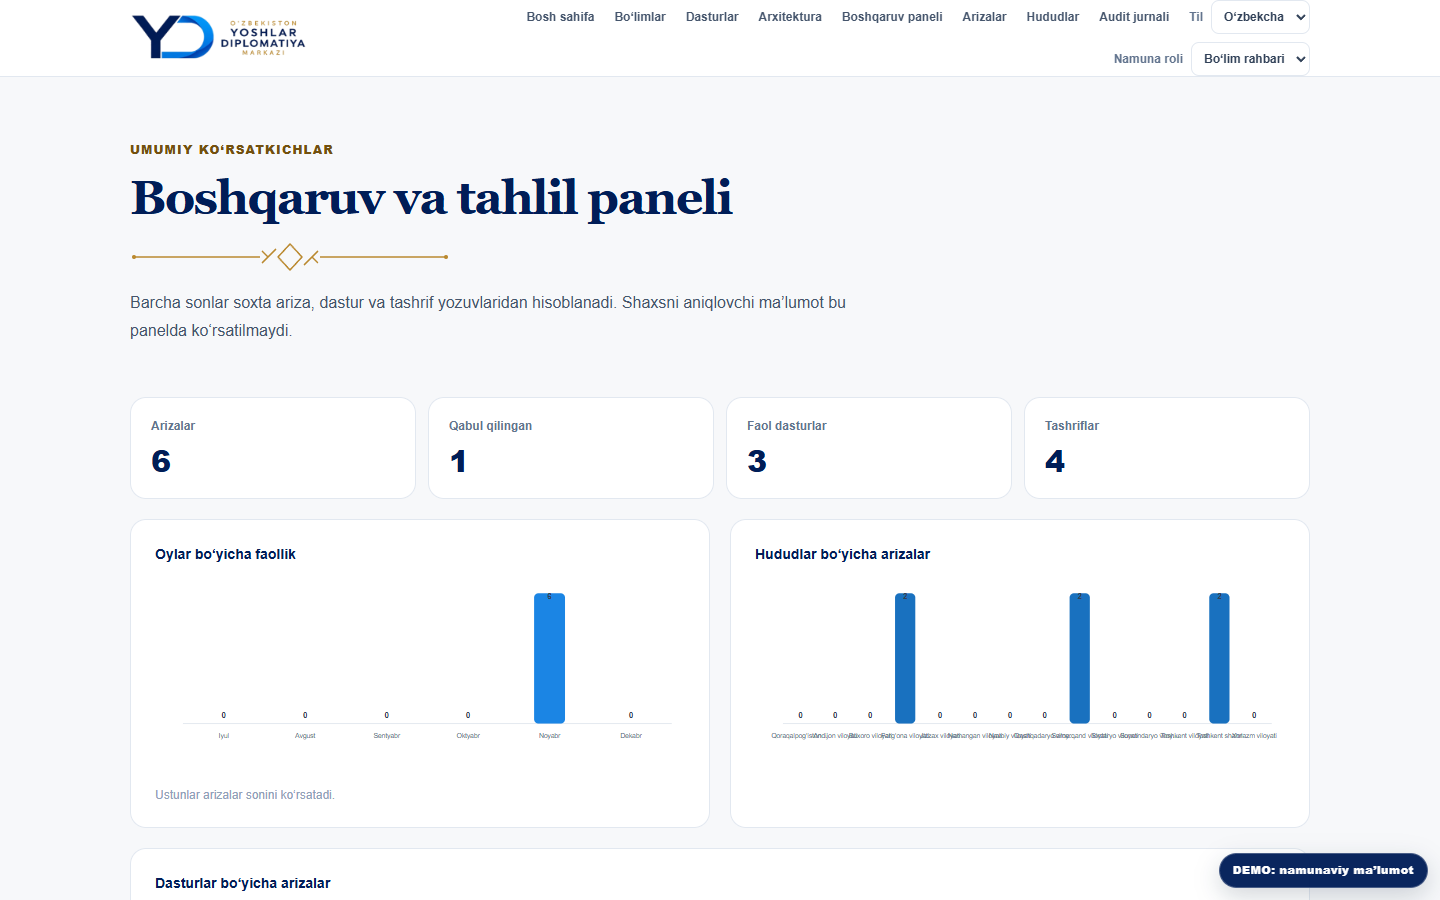 O‘ZBEKISTON
YOSHLAR
DIPLOMATIYA
MARKAZI
Bosh sahifa Bo‘limlar Dasturlar Arxitektura Boshqaruv paneli Arizalar Hududlar Audit jurnali Til O‘zbekcha
Namuna roli Bo‘lim rahbari
UMUMIY KO‘RSATKICHLAR
Boshqaruv va tahlil paneli
Barcha sonlar soxta ariza, dastur va tashrif yozuvlaridan hisoblanadi. Shaxsni aniqlovchi ma’lumot bu
panelda ko‘rsatilmaydi.
Arizalar
6
Qabul qilingan
1
Faol dasturlar
3
Tashriflar
4
Oylar bo‘yicha faollik
6
0 0 0 0 0
Iyul Avgust Sentyabr Oktyabr Noyabr Dekabr
Ustunlar arizalar sonini ko‘rsatadi.
Hududlar bo‘yicha arizalar
2 2 2
0 0 0 0 0 0 0 0 0 0 0
Dasturlar bo‘yicha arizalar
DEMO: namunaviy ma’lumot